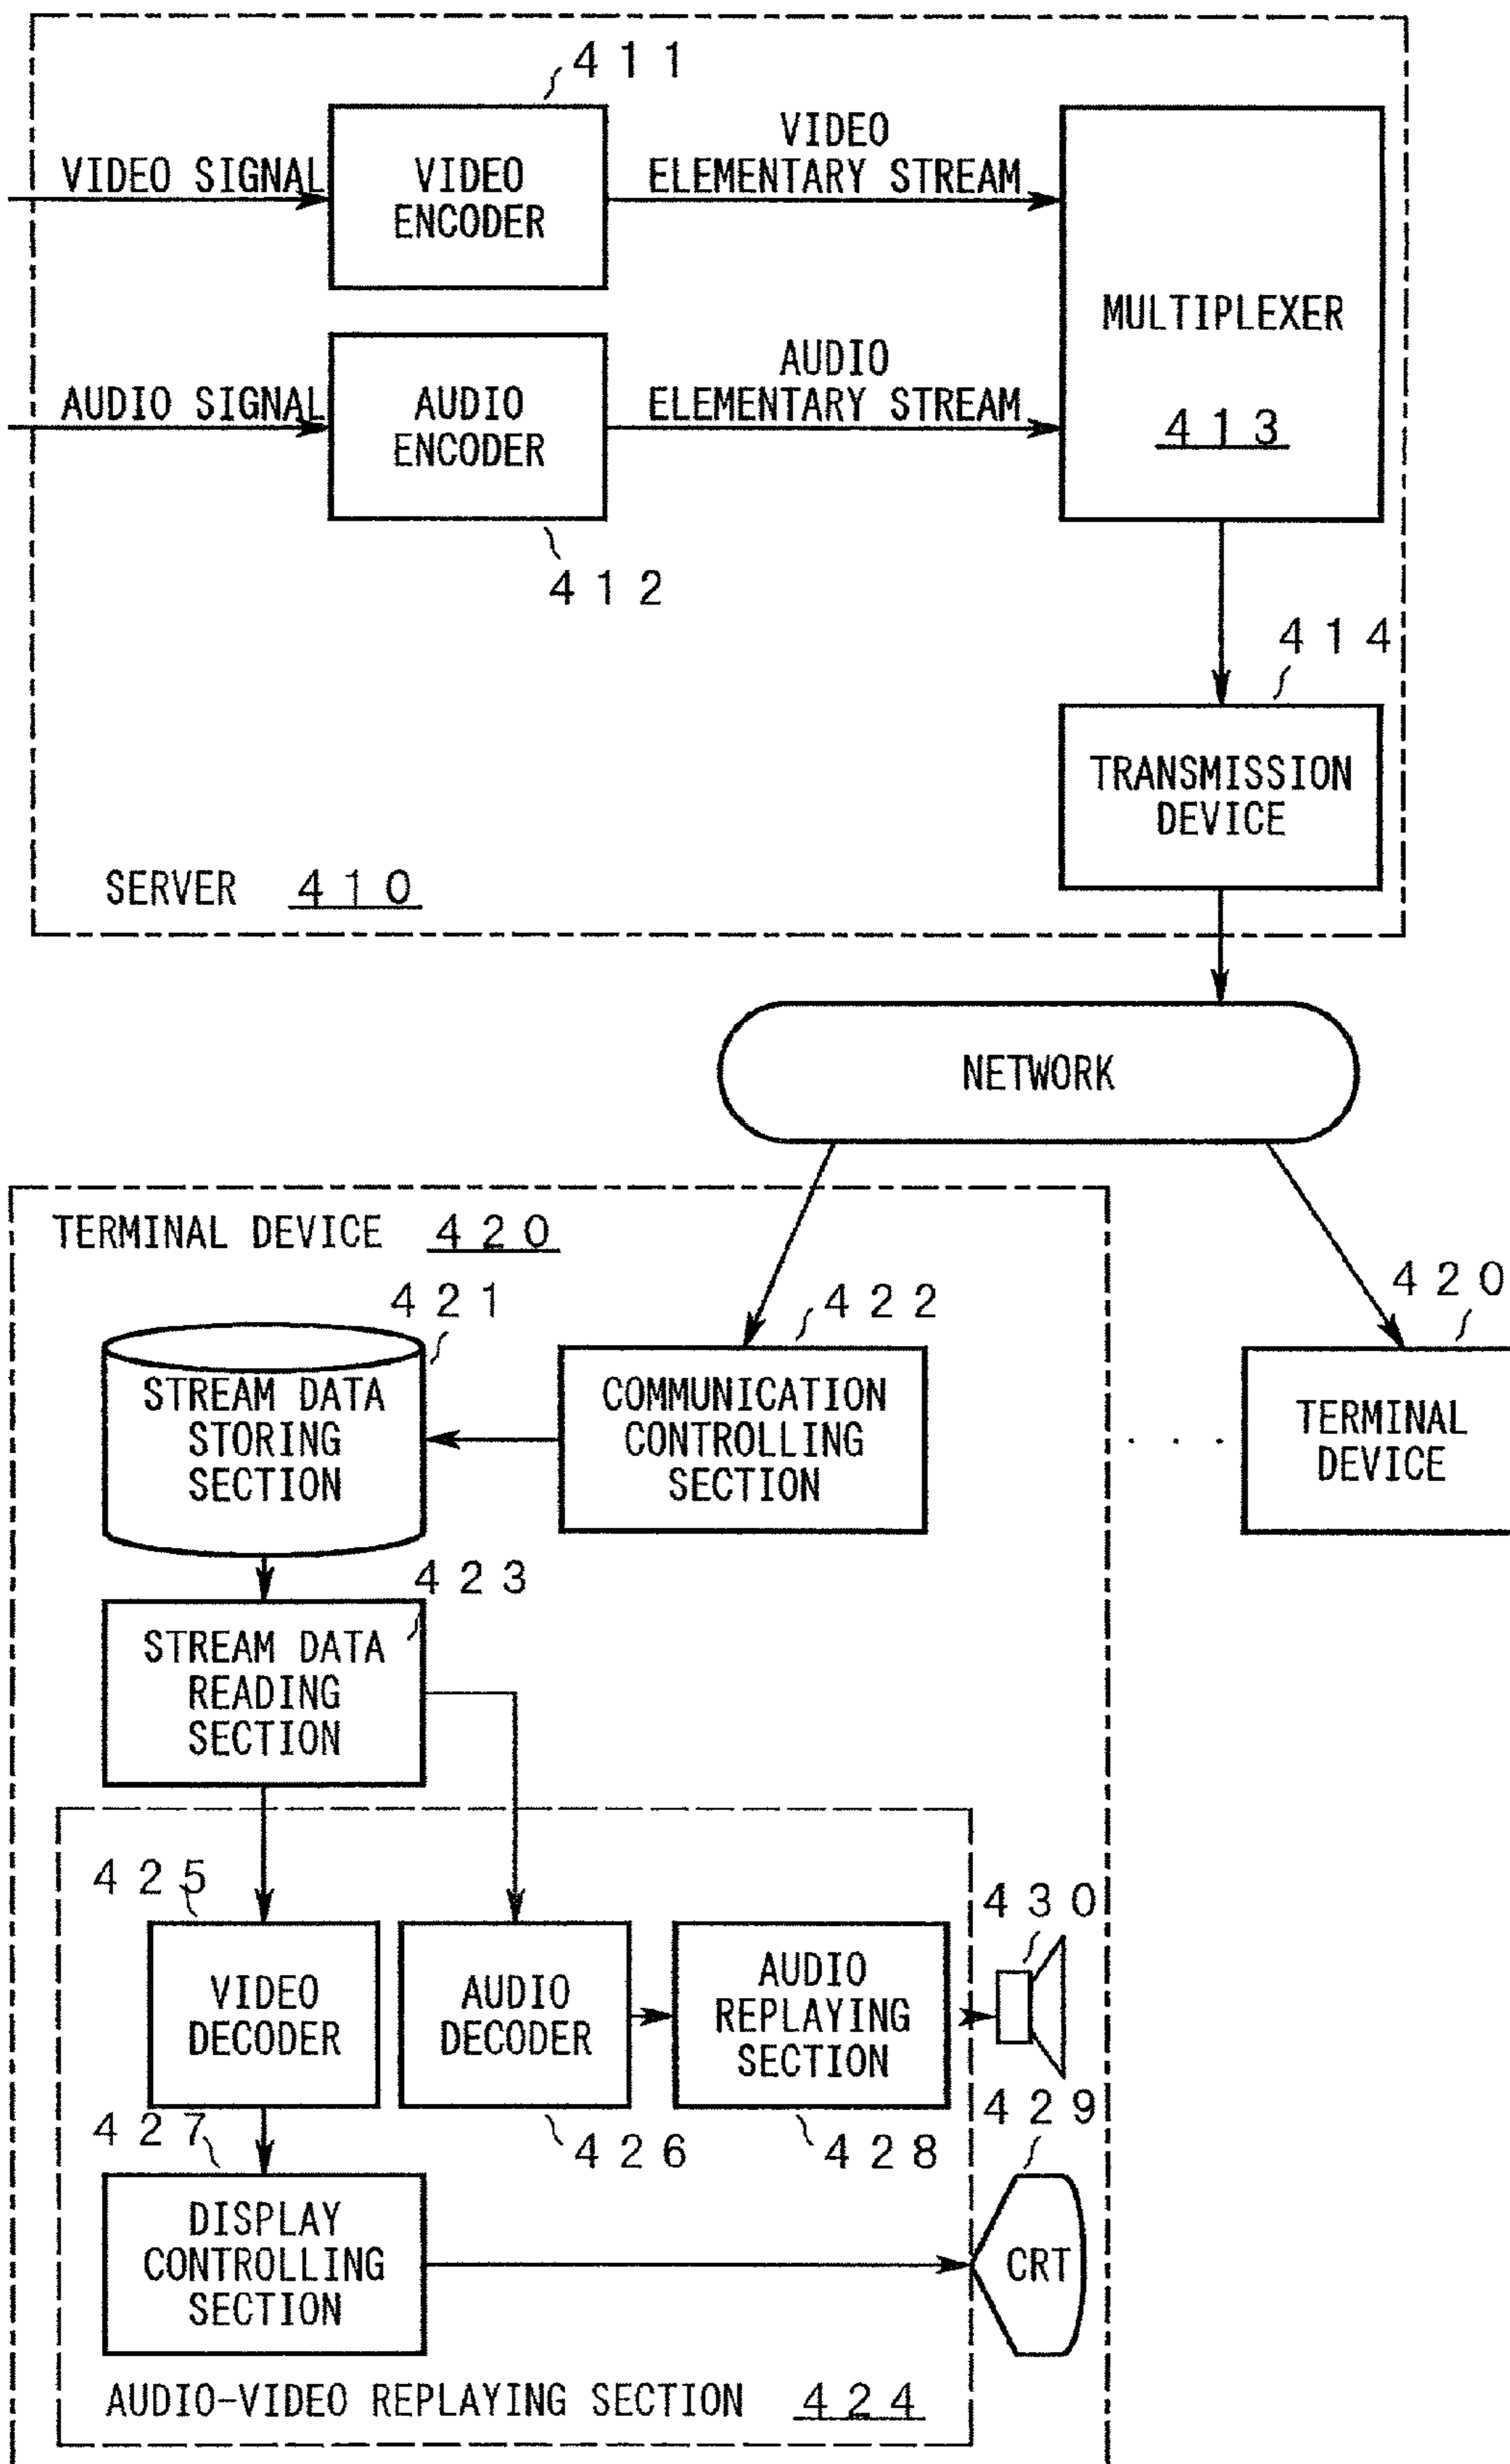 411
VIDEO SIGNAL
VIDEO
ENCODER
VIDEO
ELEMENTARY STREAM
MULTIPLEXER
413
AUDIO SIGNAL
AUDIO
ENCODER
AUDIO
ELEMENTARY STREAM
412
414
TRANSMISSION
DEVICE
SERVER 410
NETWORK
TERMINAL DEVICE 420
421
422
420
STREAM DATA
STORING
SECTION
COMMUNICATION
CONTROLLING
SECTION
. . .
TERMINAL
DEVICE
423
STREAM DATA
READING
SECTION
425
VIDEO
DECODER
AUDIO
DECODER
AUDIO
REPLAYING
SECTION
430
427
426
428
429
DISPLAY
CONTROLLING
SECTION
CRT
AUDIO-VIDEO REPLAYING SECTION 424